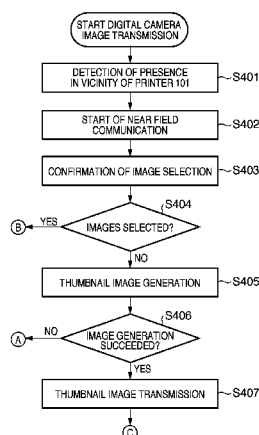 START DIGITAL CAMERA
IMAGE TRANSMISSION
DETECTION OF PRESENCE
IN VICINITY OF PRINTER 101
S401
START OF NEAR FIELD
COMMUNICATION
S402
CONFIRMATION OF IMAGE SELECTION
S403
S404
B
YES
IMAGES SELECTED?
NO
THUMBNAIL IMAGE GENERATION
S405
S406
A
NO
IMAGE GENERATION
SUCCEEDED?
YES
THUMBNAIL IMAGE TRANSMISSION
S407
C